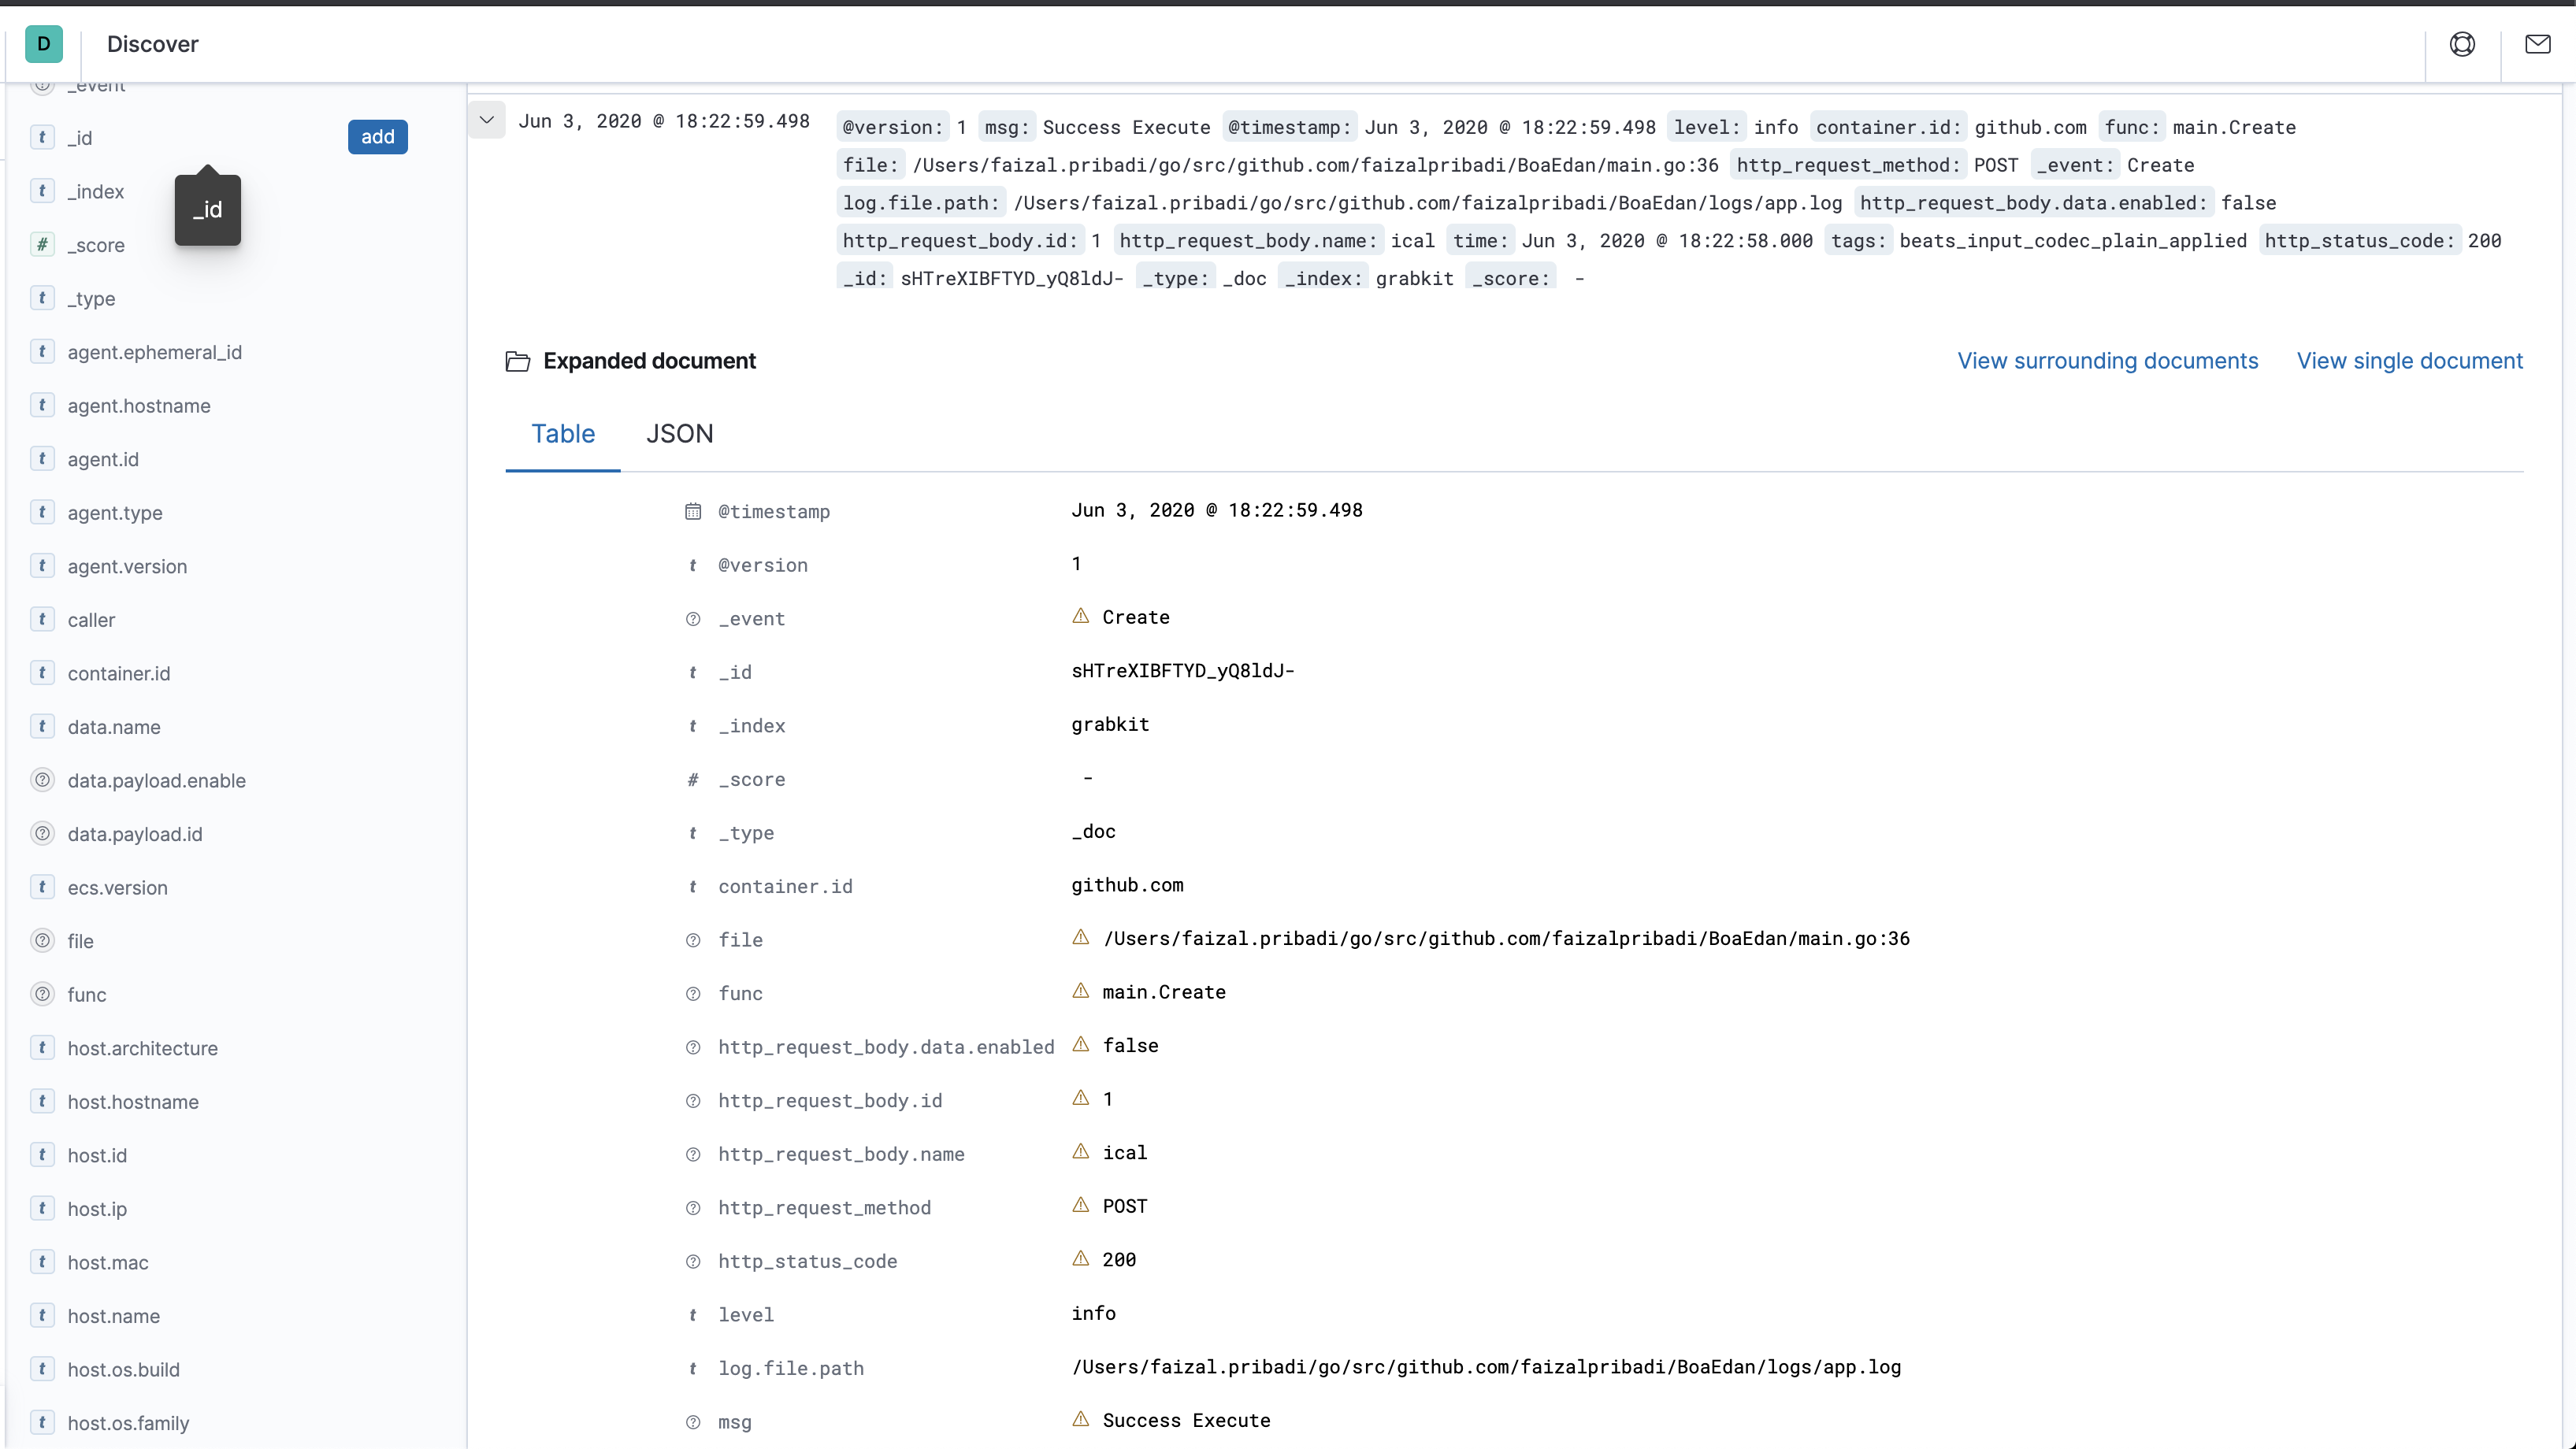 D Discover
_event
_id add
_id
_index
_score
_type
agent.ephemeral_id
agent.hostname
agent.id
agent.type
agent.version
caller
container.id
data.name
data.payload.enable
data.payload.id
ecs.version
file
func
host.architecture
host.hostname
host.id
host.ip
host.mac
host.name
host.os.build
host.os.family
Jun 3, 2020 @ 18:22:59.498
@version: 1 msg: Success Execute @timestamp: Jun 3, 2020 @ 18:22:59.498 level: info container.id: github.com func: main.Create
file: /Users/faizal.pribadi/go/src/github.com/faizalpribadi/BoaEdan/main.go:36 http_request_method: POST _event: Create
log.file.path: /Users/faizal.pribadi/go/src/github.com/faizalpribadi/BoaEdan/logs/app.log http_request_body.data.enabled: false
http_request_body.id: 1 http_request_body.name: ical time: Jun 3, 2020 @ 18:22:58.000 tags: beats_input_codec_plain_applied http_status_code: 200
_id: sHTreXIBFTYD_yQ8ldJ- _type: _doc _index: grabkit _score: -
Expanded document View surrounding documents View single document
Table JSON
@timestamp Jun 3, 2020 @ 18:22:59.498
t @version 1
_event Create
t _id sHTreXIBFTYD_yQ8ldJ-
t _index grabkit
# _score -
t _type _doc
t container.id github.com
file /Users/faizal.pribadi/go/src/github.com/faizalpribadi/BoaEdan/main.go:36
func main.Create
http_request_body.data.enabled false
http_request_body.id 1
http_request_body.name ical
http_request_method POST
http_status_code 200
t level info
t log.file.path /Users/faizal.pribadi/go/src/github.com/faizalpribadi/BoaEdan/logs/app.log
msg Success Execute